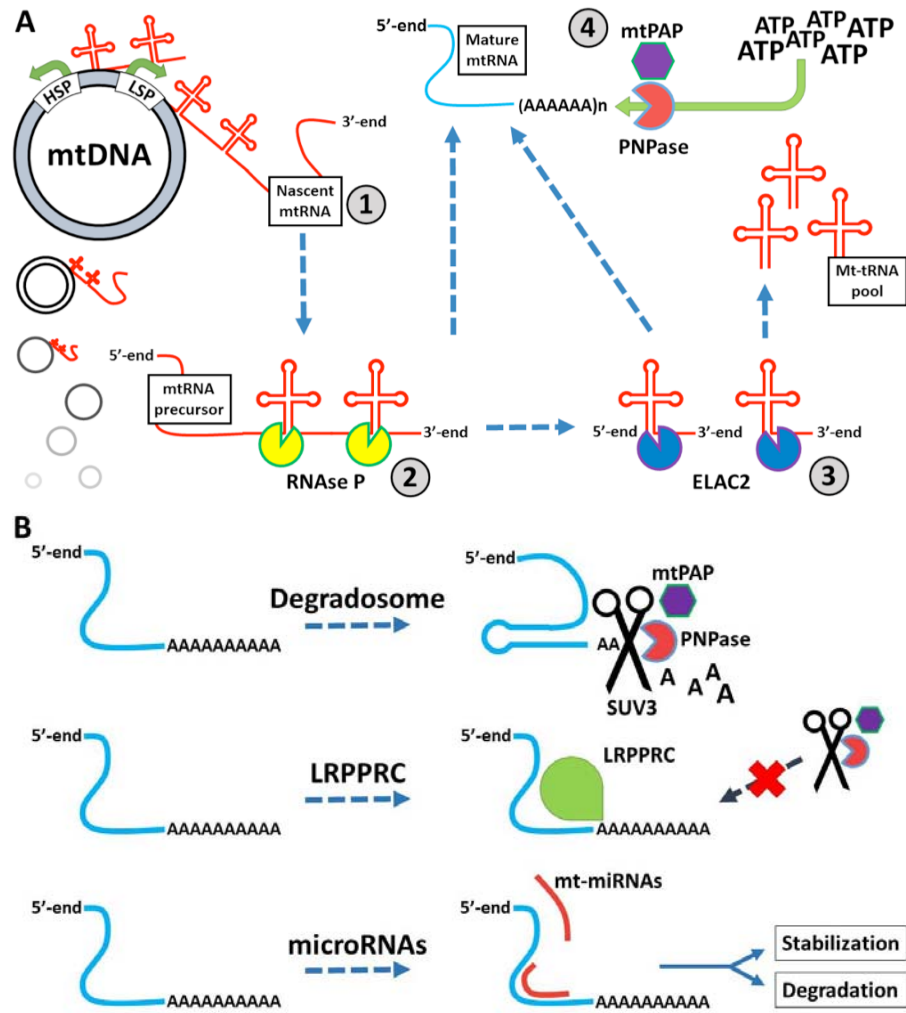 A
HSP
LSP
mtDNA
3’-end
Nascent
mtRNA
1
5’-end
Mature
mtRNA
(AAAAAA)n
4
mtPAP
PNPase
ATP
ATP
ATP
ATP
ATP
ATP
Mt-tRNA
pool
5’-end
mtRNA
precursor
3’-end
RNAse P
2
5’-end
3’-end
3’-end
ELAC2
3
B
5’-end
AAAAAAAAAA
Degradosome
5’-end
mtPAP
AA
PNPase
A
A
A
A
SUV3
5’-end
AAAAAAAAAA
LRPPRC
5’-end
LRPPRC
AAAAAAAAAA
5’-end
AAAAAAAAAA
microRNAs
mt-miRNAs
5’-end
AAAAAAAAAA
Stabilization
Degradation